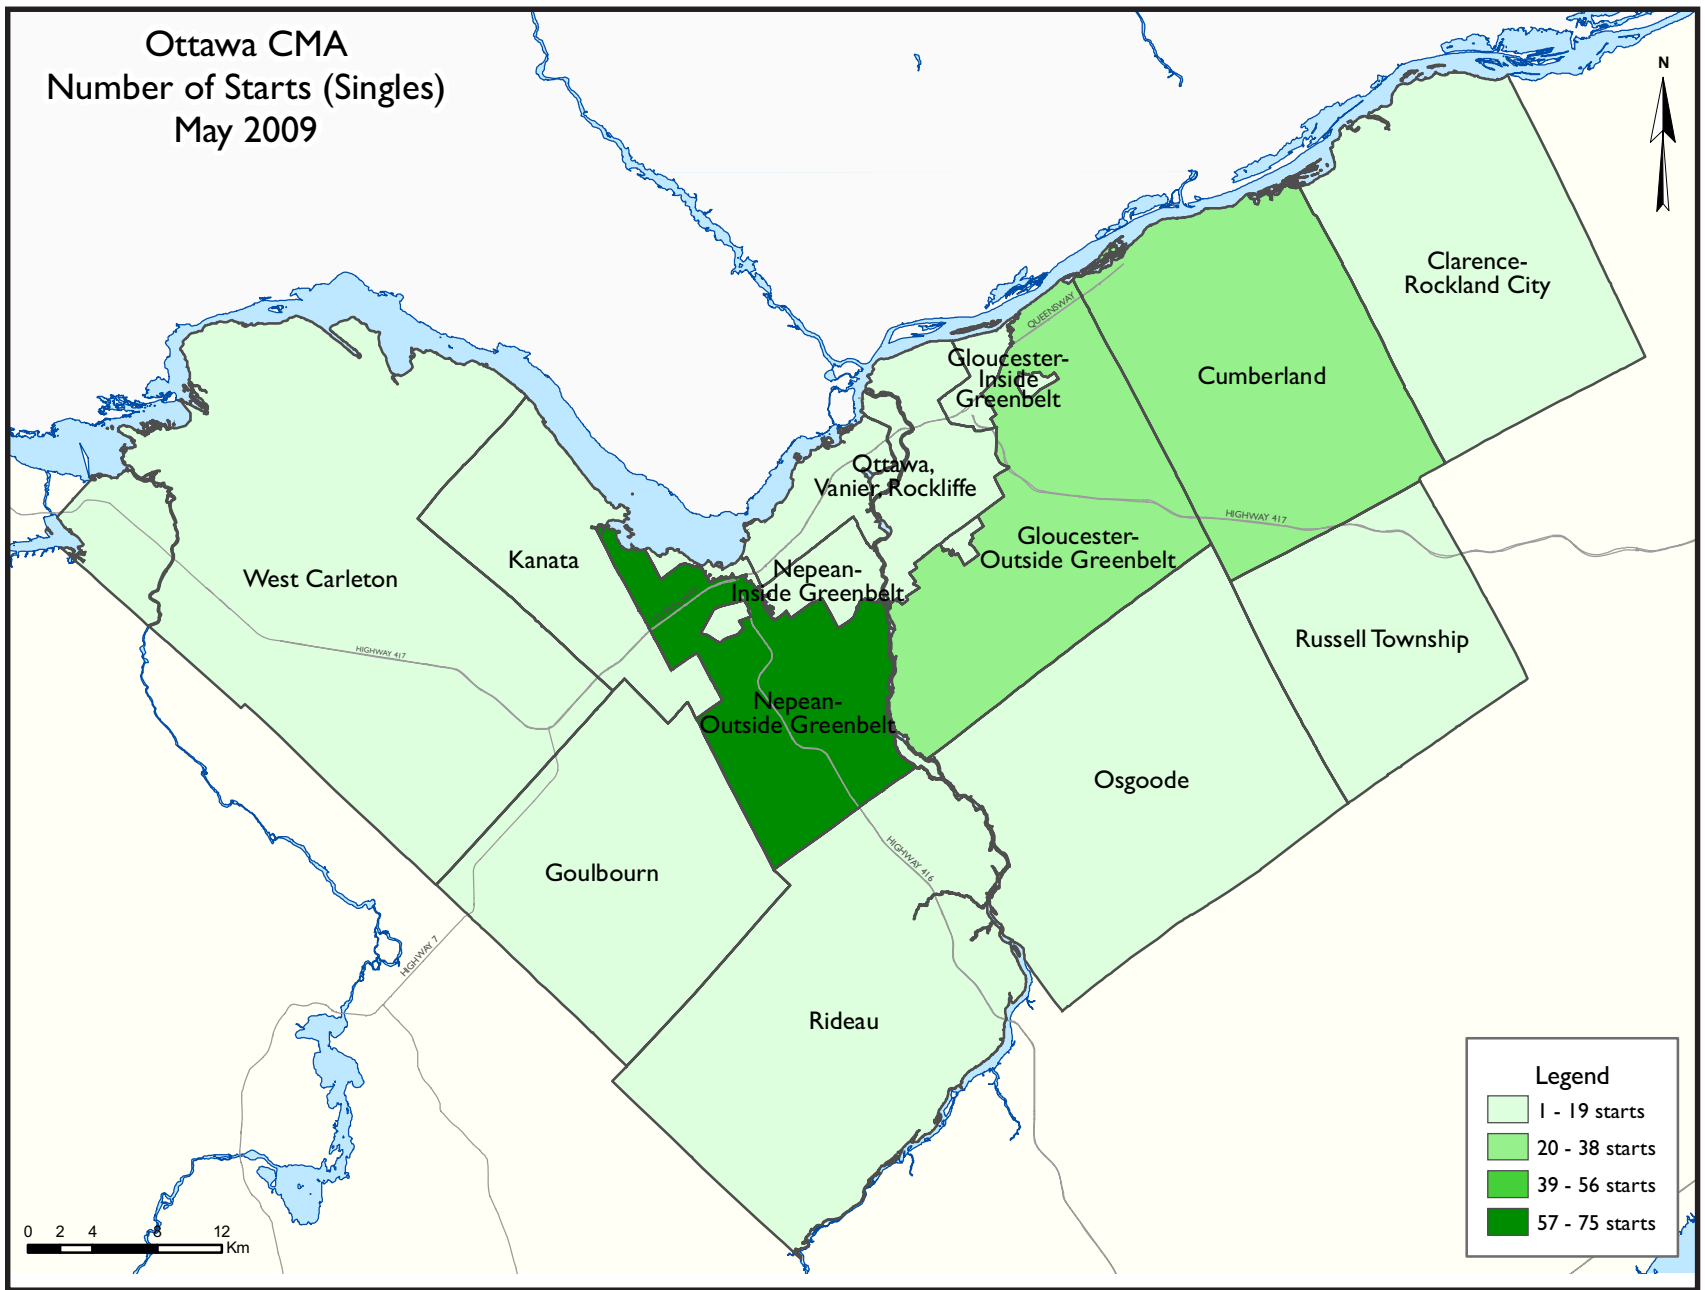 Ottawa CMA
Number of Starts (Singles)
May 2009
N
Clarence-
Rockland City
QUEENSWAY
Gloucester-
Inside
Greenbelt
Cumberland
Ottawa,
Vanier, Rockliffe
HIGHWAY 417
Gloucester-
Outside Greenbelt
Kanata
West Carleton
Nepean-
Inside Greenbelt
Russell Township
HIGHWAY 417
Nepean-
Outside Greenbelt
Osgoode
Goulbourn
HIGHWAY 416
HIGHWAY 7
Rideau
Legend
1 - 19 starts
20 - 38 starts
39 - 56 starts
57 - 75 starts
0 2 4 8 12
Km